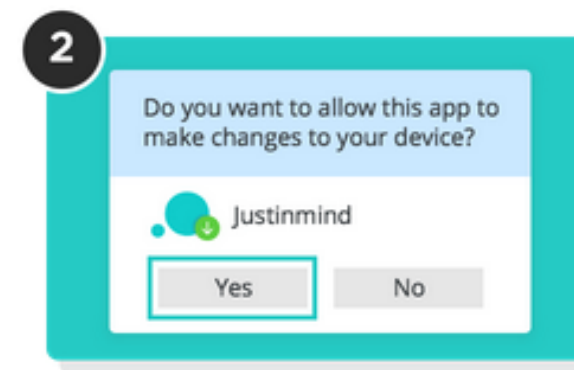 2
Do you want to allow this app to
make changes to your device?
Justinmind
Yes
No